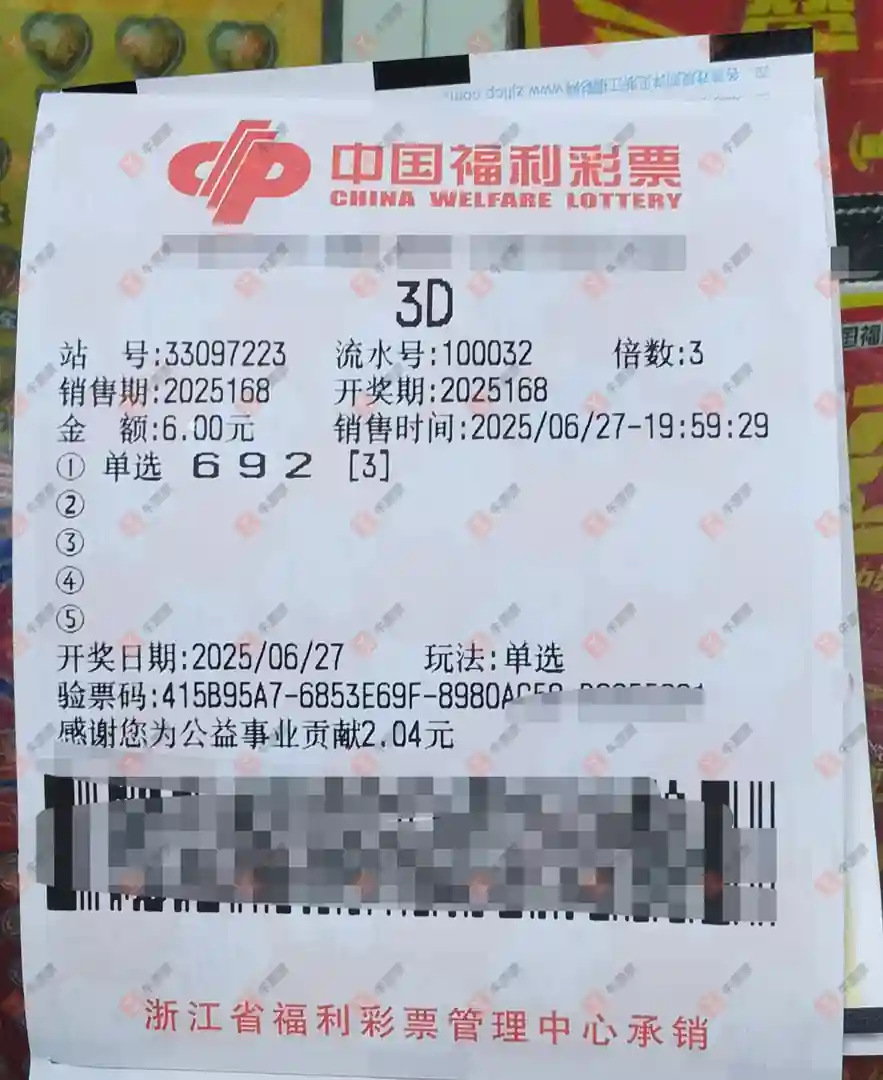 中国福利彩票
CHINA WELFARE LOTTERY
3D
站 号:33097223 流水号:100032 倍数:3
销售期:2025168 开奖期:2025168
金 额:6.00元 销售时间:2025/06/27-19:59:29
① 单选 6 9 2 [3]
②
③
④
⑤
开奖日期:2025/06/27 玩法:单选
验票码:415B95A7-6853E69F-8980
感谢您为公益事业贡献2.04元
浙江省福利彩票管理中心承销